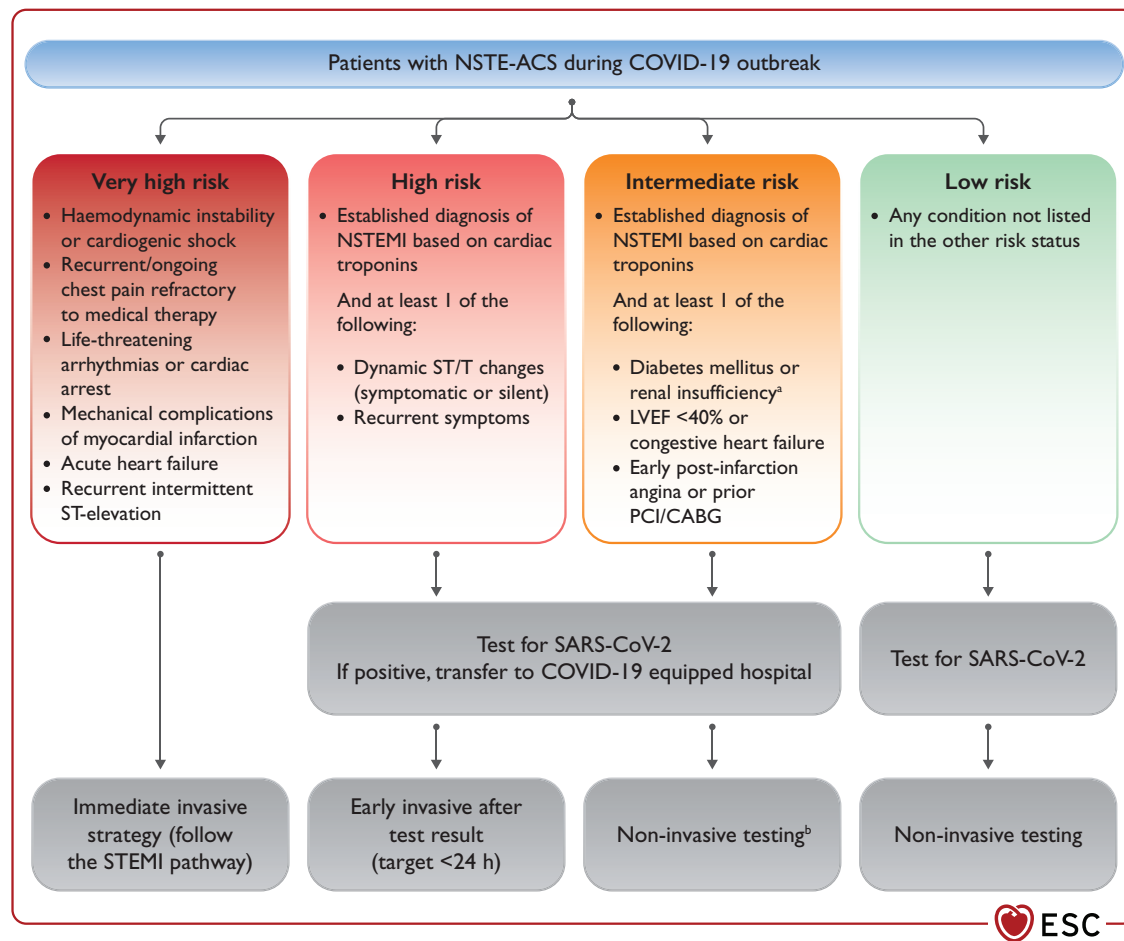 Patients with NSTE-ACS during COVID-19 outbreak
Very high risk
• Haemodynamic instability
or cardiogenic shock
• Recurrent/ongoing
chest pain refractory
to medical therapy
• Life-threatening
arrhythmias or cardiac
arrest
• Mechanical complications
of myocardial infarction
• Acute heart failure
• Recurrent intermittent
ST-elevation
High risk
• Established diagnosis of
NSTEMI based on cardiac
troponins
And at least 1 of the
following:
• Dynamic ST/T changes
(symptomatic or silent)
• Recurrent symptoms
Intermediate risk
• Established diagnosis of
NSTEMI based on cardiac
troponins
And at least 1 of the
following:
• Diabetes mellitus or
renal insufficiencyᵃ
• LVEF <40% or
congestive heart failure
• Early post-infarction
angina or prior
PCI/CABG
Low risk
• Any condition not listed
in the other risk status
Test for SARS-CoV-2
If positive, transfer to COVID-19 equipped hospital
Test for SARS-CoV-2
Immediate invasive
strategy (follow
the STEMI pathway)
Early invasive after
test result
(target <24 h)
Non-invasive testingᵇ
Non-invasive testing
ESC